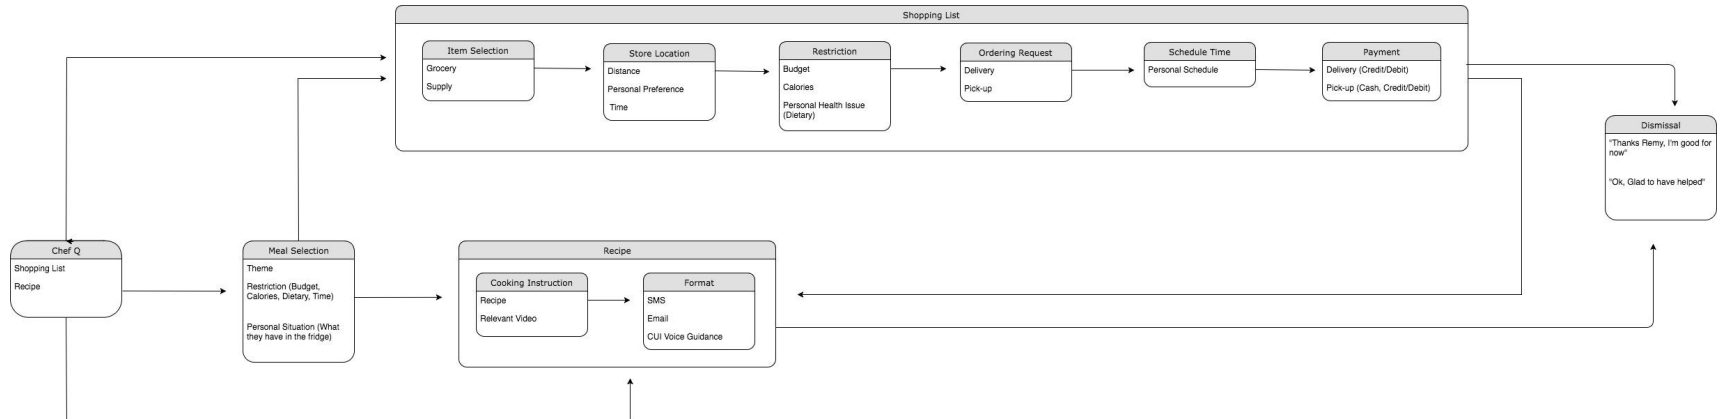 Shopping List
Item Selection
Grocery
Supply
Store Location
Distance
Personal Preference
Time
Restriction
Budget
Calories
Personal Health Issue
(Dietary)
Ordering Request
Delivery
Pick-up
Schedule Time
Personal Schedule
Payment
Delivery (Credit/Debit)
Pick-up (Cash, Credit/Debit)
Dismissal
"Thanks Remy, I'm good for
now"
"Ok, Glad to have helped"
Chef Q
Shopping List
Recipe
Meal Selection
Theme
Restriction (Budget,
Calories, Dietary, Time)
Personal Situation (What
they have in the fridge)
Recipe
Cooking Instruction
Recipe
Relevant Video
Format
SMS
Email
CUI Voice Guidance